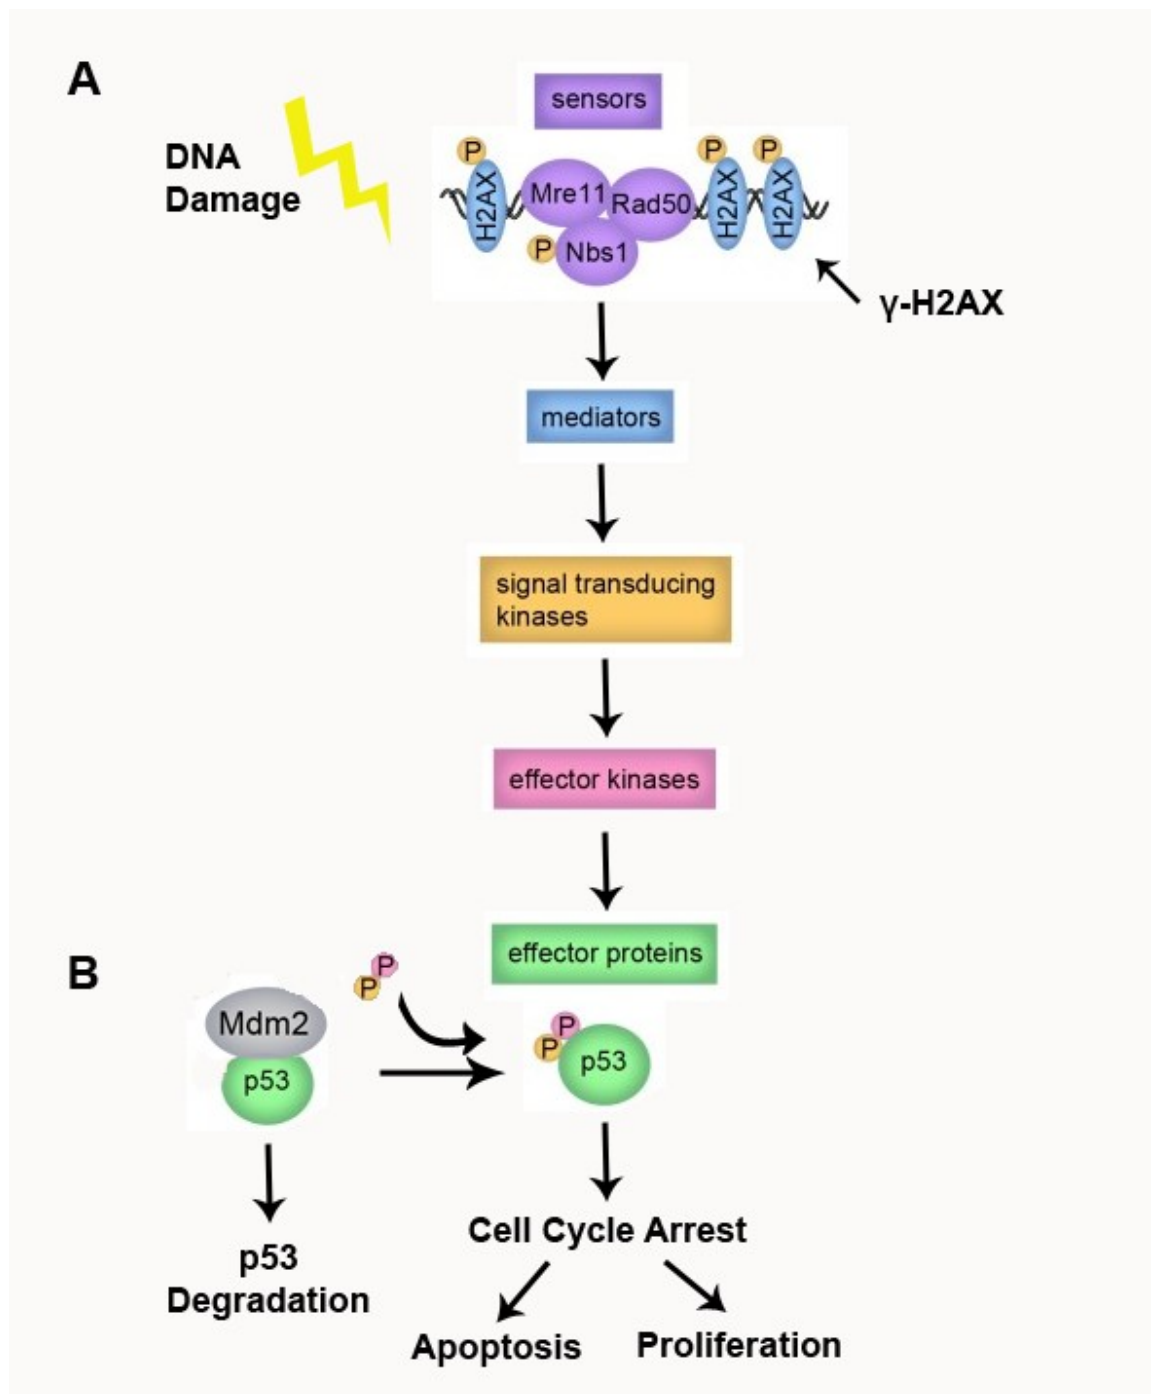 A
sensors
DNA
Damage
P
P
P
H2AX
Mre11
Rad50
H2AX
H2AX
P
Nbs1
γ-H2AX
mediators
signal transducing
kinases
effector kinases
effector proteins
B
P
P
Mdm2
p53
P
P
p53
Cell Cycle Arrest
p53
Degradation
Apoptosis
Proliferation